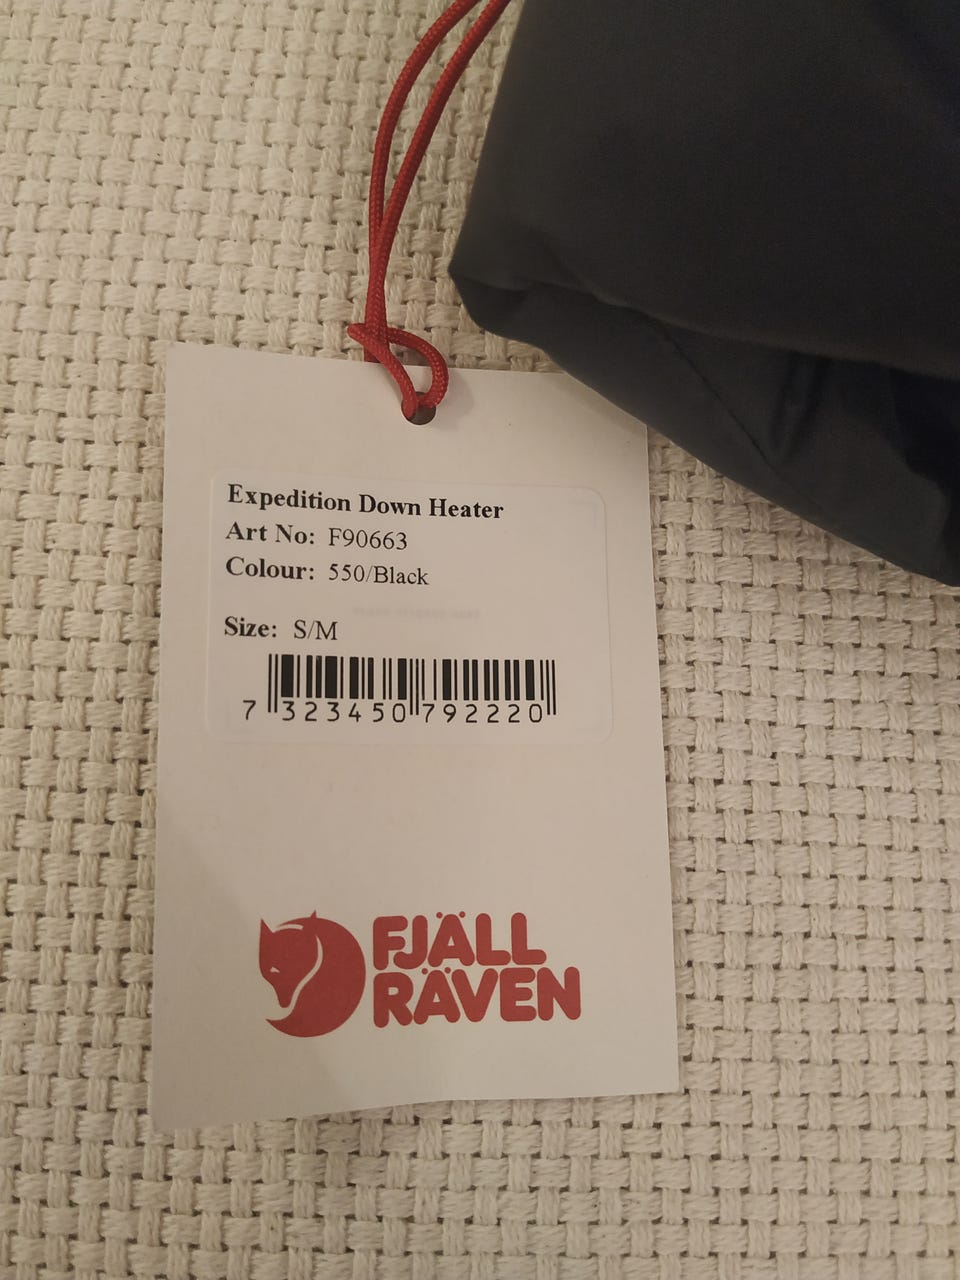 Expedition Down Heater
Art No: F90663
Colour: 550/Black
Size: S/M
7 323450 792220
FJÄLL
RÄVEN